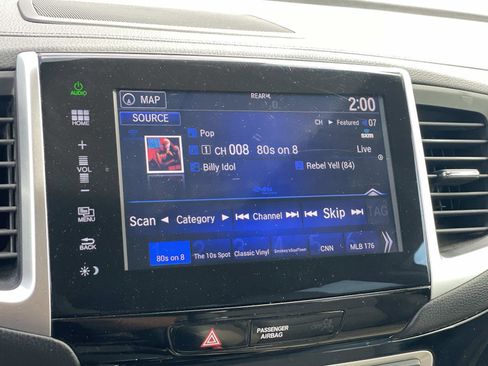 AUDIO
MAP
REAR
2:00
HOME
SOURCE
CH ► Featured 07
Pop
sxm
1 CH 008 80s on 8
Live
VOL
Billy Idol
Rebel Yell (84)
MENU
Scan ◄ Category ► Channel Skip TAG
BACK
80s on 8 The 10s Spot Classic Vinyl CNN MLB 176
PASSENGER
AIRBAG